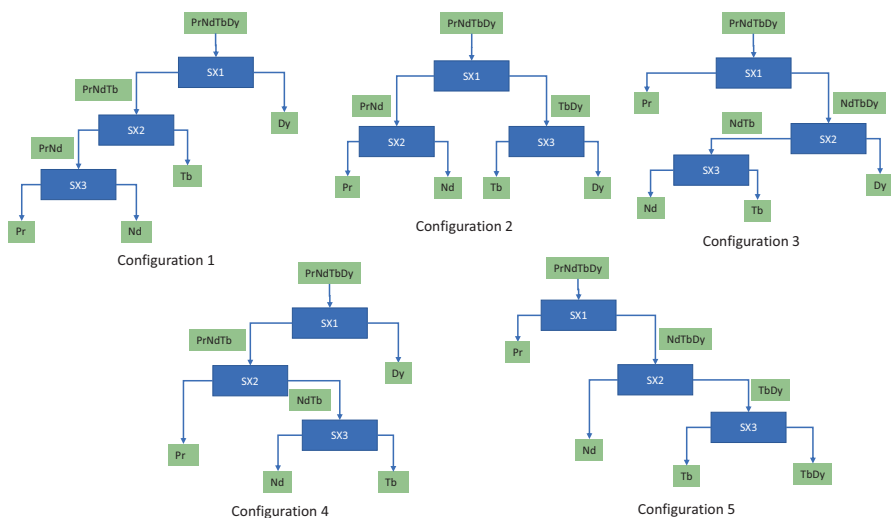 PrNdTbDy
SX1
PrNdTb
Dy
SX2
PrNd
Tb
SX3
Pr
Nd
Configuration 1
PrNdTbDy
SX1
PrNd
TbDy
SX2
SX3
Pr
Nd
Tb
Dy
Configuration 2
PrNdTbDy
SX1
Pr
NdTbDy
NdTb
SX2
SX3
Dy
Nd
Tb
Configuration 3
PrNdTbDy
SX1
PrNdTb
Dy
SX2
NdTb
SX3
Pr
Nd
Tb
Configuration 4
PrNdTbDy
SX1
Pr
NdTbDy
SX2
TbDy
SX3
Nd
Tb
TbDy
Configuration 5